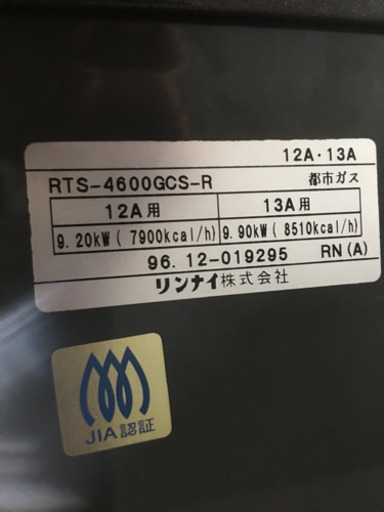 12A・13A
RTS-4600GCS-R 都市ガス
12A用 13A用
9.20kW( 7900kcal/h) 9.90kW( 8510kcal/h)
96.12-019295 RN(A)
リンナイ株式会社
JIA認証